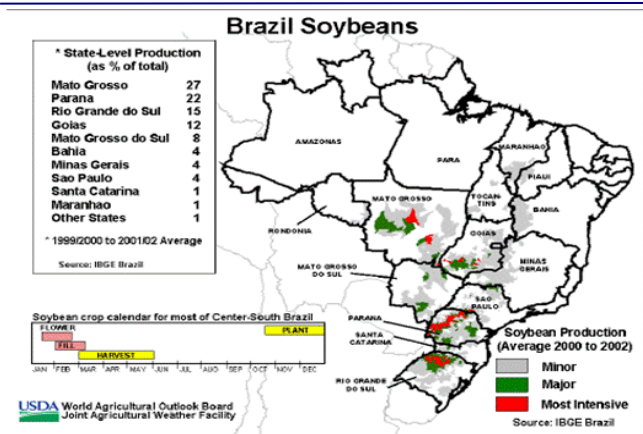 Brazil Soybeans
* State-Level Production
(as % of total)
Mato Grosso 27
Parana 22
Rio Grande do Sul 15
Goias 12
Mato Grosso do Sul 8
Bahia 4
Minas Gerais 4
Sao Paulo 4
Santa Catarina 1
Maranhao 1
Other States 1
* 1999/2000 to 2001/02 Average
Source: IBGE Brazil
AMAZONAS
PARA
MARANHAO
PIAUI
TOCAN-
TINS
BAHIA
MATO GROSSO
RONDONIA
GOIAS
MINAS
GERAIS
MATO GROSSO
DO SUL
SAO
PAULO
PARANA
SANTA
CATARINA
RIO GRANDE
DO SUL
Soybean crop calendar for most of Center-South Brazil
FLOWER
PLANT
FILL
HARVEST
JAN FEB MAR APR MAY JUN JUL AUG SEP OCT NOV DEC
Soybean Production
(Average 2000 to 2002)
Minor
Major
Most Intensive
Source: IBGE Brazil
USDA World Agricultural Outlook Board
Joint Agricultural Weather Facility